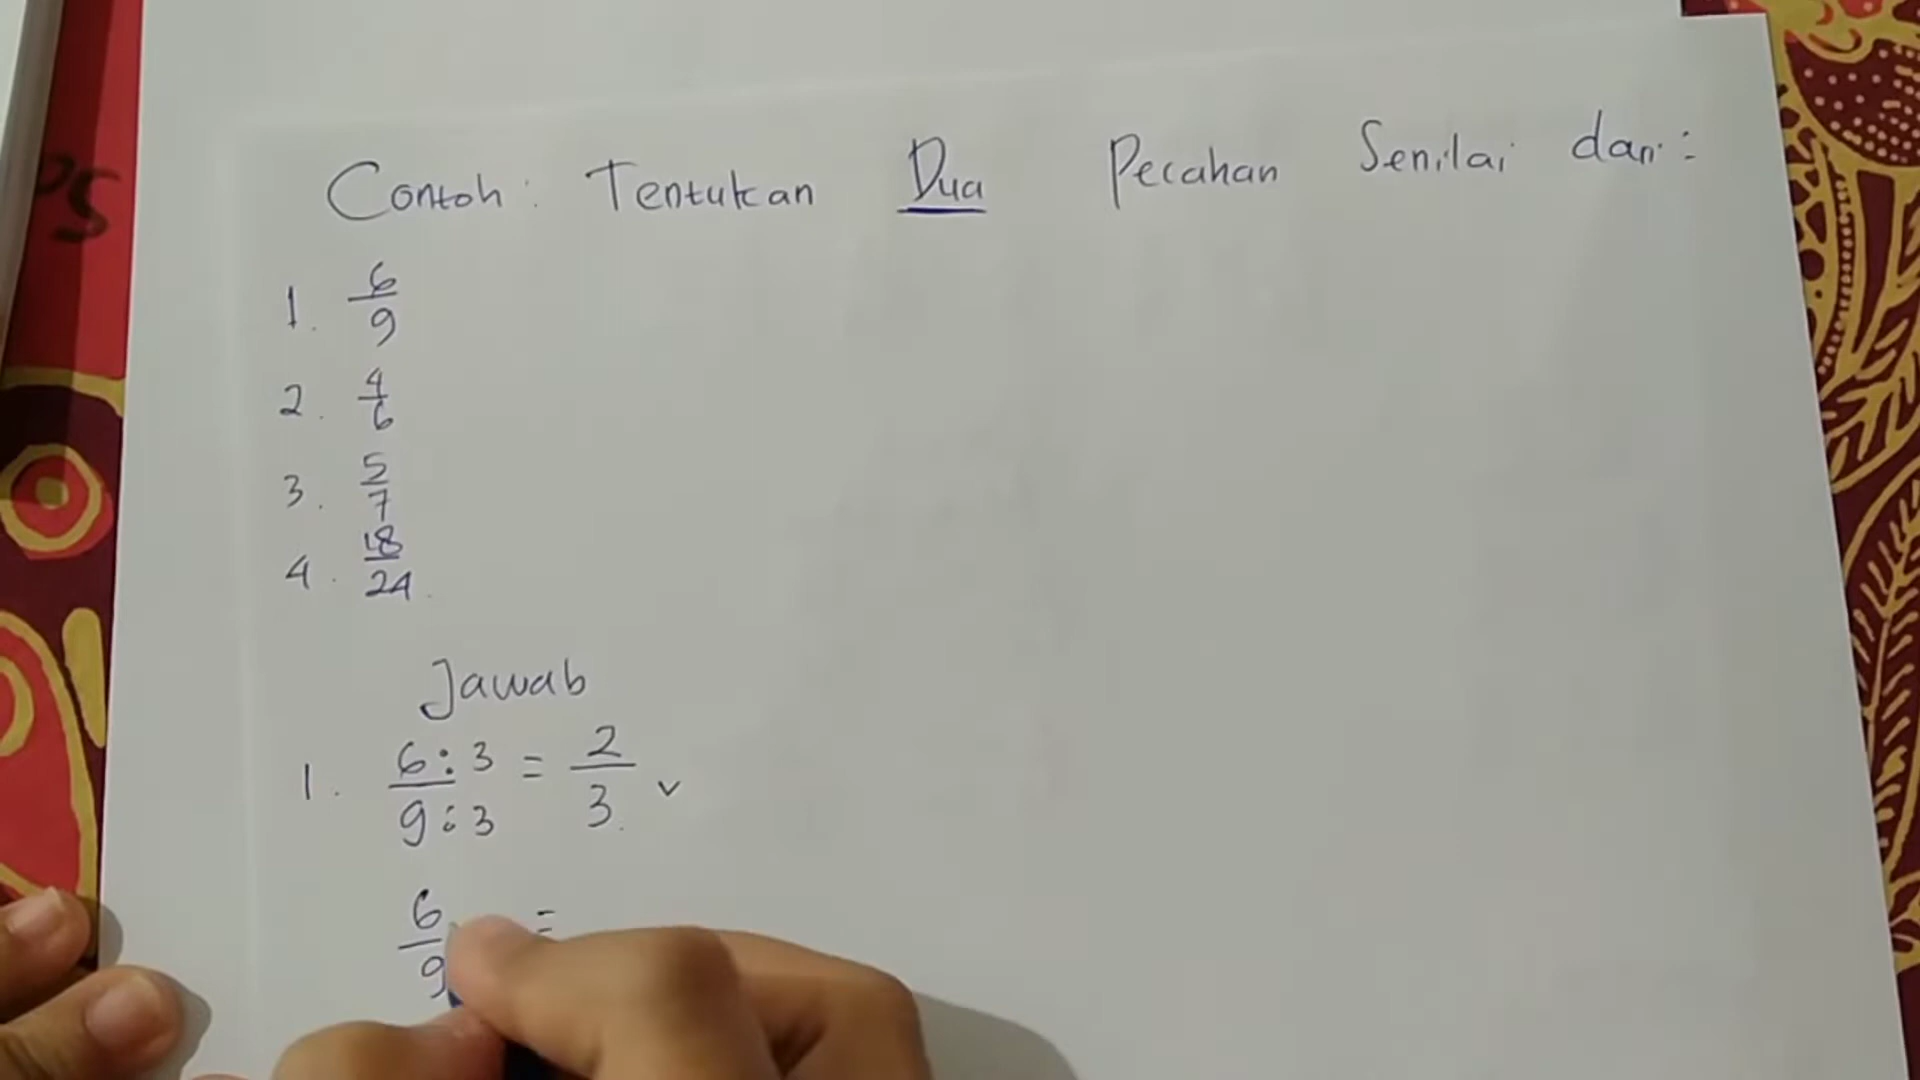 Contoh : Tentukan Dua Pecahan Senilai dari :
1. 6/9
2. 4/6
3. 5/7
4. 18/24
Jawab
1. 6:3/9:3 = 2/3
6/9 =